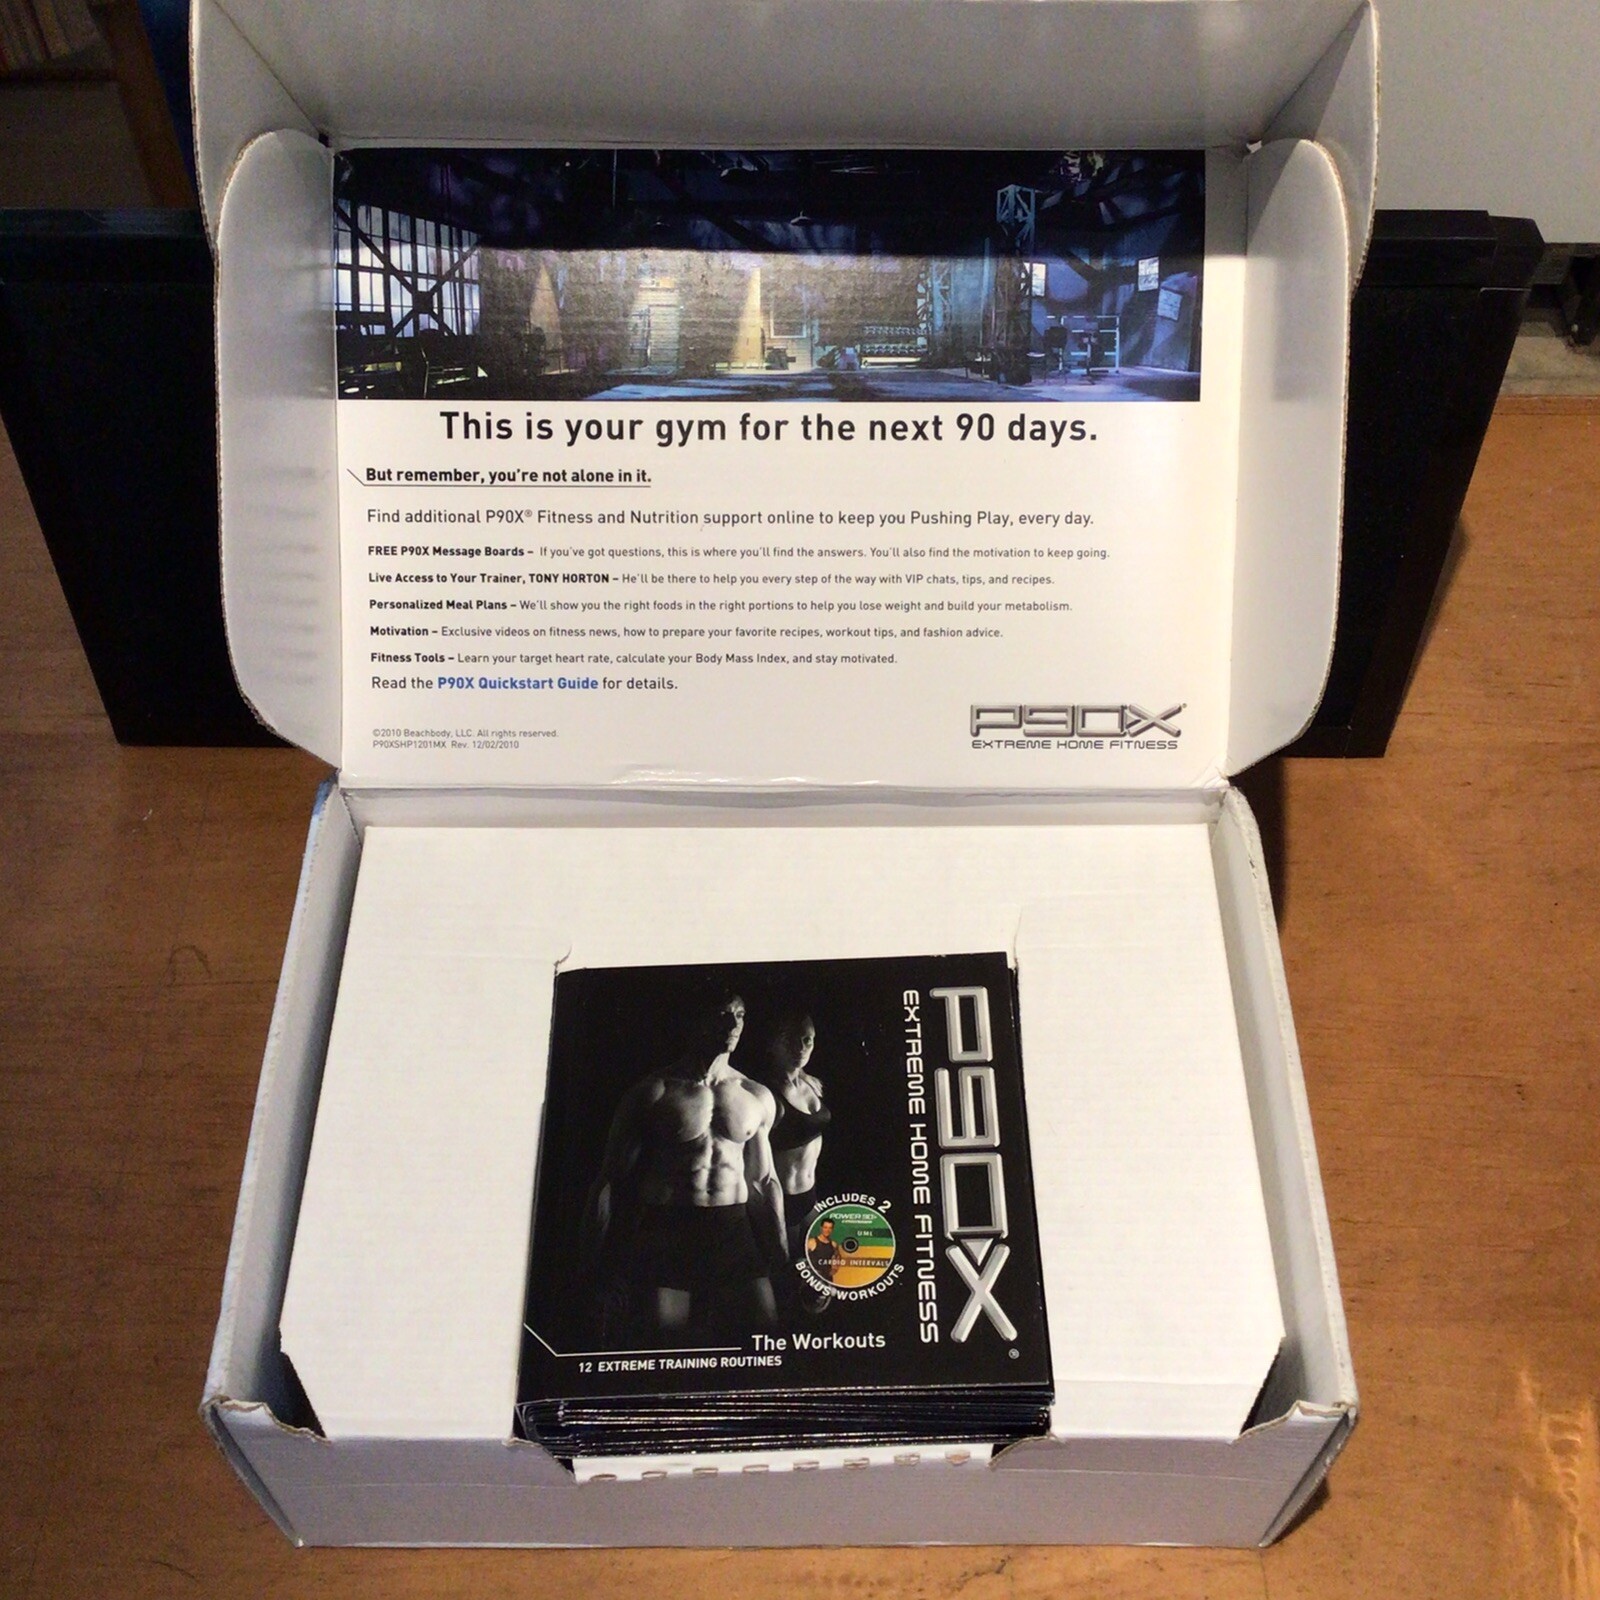 This is your gym for the next 90 days.
But remember, you're not alone in it.
Find additional P90X® Fitness and Nutrition support online to keep you Pushing Play, every day.
FREE P90X Message Boards – If you've got questions, this is where you'll find the answers. You'll also find the motivation to keep going.
Live Access to Your Trainer, TONY HORTON – He'll be there to help you every step of the way with VIP chats, tips, and recipes.
Personalized Meal Plans – We'll show you the right foods in the right portions to help you lose weight and build your metabolism.
Motivation – Exclusive videos on fitness news, how to prepare your favorite recipes, workout tips, and fashion advice.
Fitness Tools – Learn your target heart rate, calculate your Body Mass Index, and stay motivated.
Read the P90X Quickstart Guide for details.
©2010 Beachbody, LLC. All rights reserved.
P90XSHP1201MX Rev. 12/02/2010
P90X®
EXTREME HOME FITNESS
P90X®
EXTREME HOME FITNESS
INCLUDES 2
POWER 90
CARDIO INTERVALS
BONUS WORKOUTS
The Workouts
12 EXTREME TRAINING ROUTINES